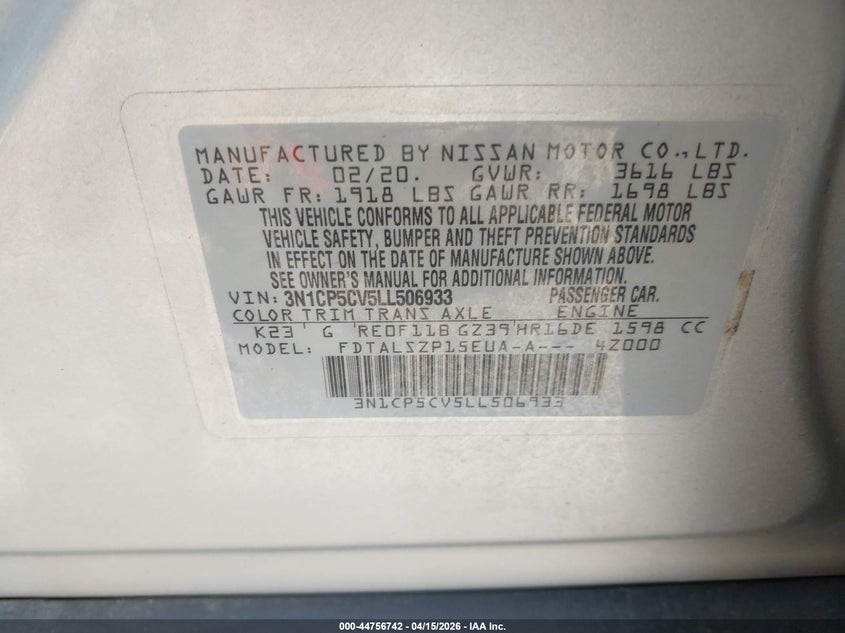 MANUFACTURED BY NISSAN MOTOR CO.,LTD.
DATE: 02/20. GVWR: 3616 LBS
GAWR FR: 1918 LBS GAWR RR: 1698 LBS
THIS VEHICLE CONFORMS TO ALL APPLICABLE FEDERAL MOTOR
VEHICLE SAFETY, BUMPER AND THEFT PREVENTION STANDARDS
IN EFFECT ON THE DATE OF MANUFACTURE SHOWN ABOVE.
SEE OWNER'S MANUAL FOR ADDITIONAL INFORMATION.
VIN: 3N1CP5CV5LL506933 PASSENGER CAR.
COLOR TRIM TRANS AXLE ENGINE
K23 G RE0F11B GZ39 HR16DE 1598 CC
MODEL: FDTALSZP15EUA-A--- 4Z000
3N1CP5CV5LL506933
000-44756742 / 04/15/2026 - IAA Inc.